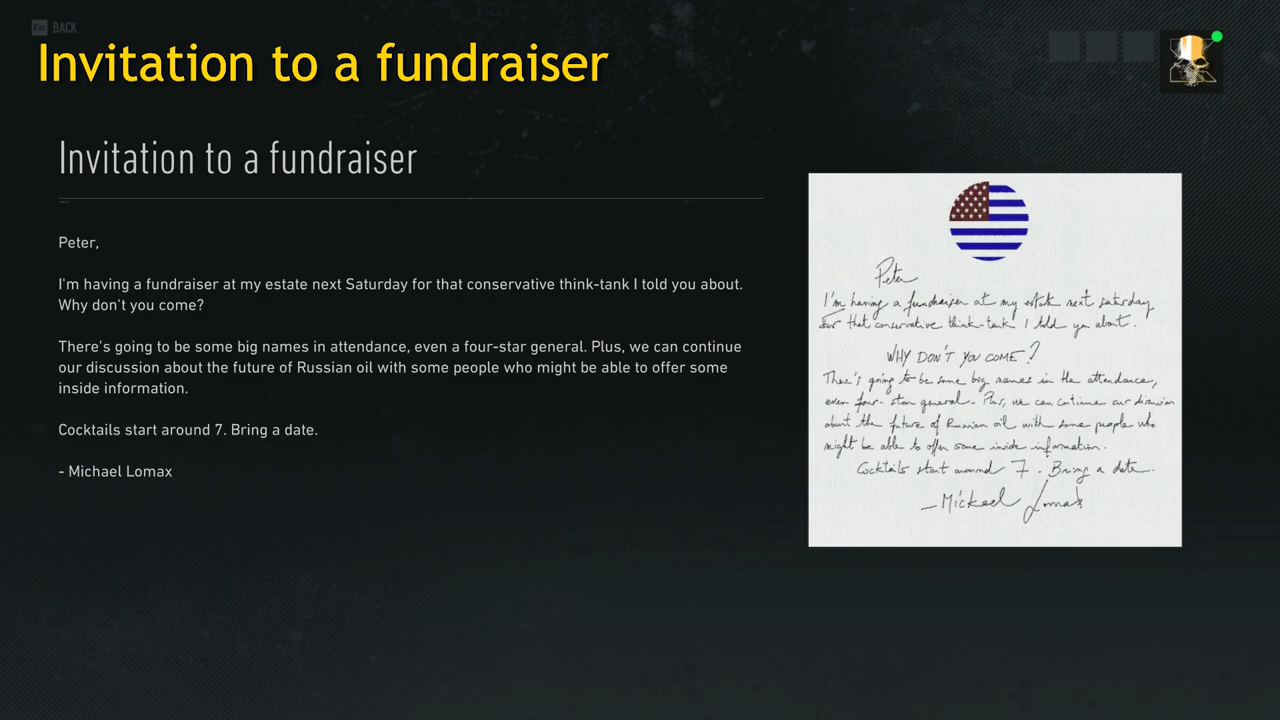 Esc BACK
Invitation to a fundraiser
Invitation to a fundraiser
Peter,
I'm having a fundraiser at my estate next Saturday for that conservative think-tank I told you about.
Why don't you come?
There's going to be some big names in attendance, even a four-star general. Plus, we can continue
our discussion about the future of Russian oil with some people who might be able to offer some
inside information.
Cocktails start around 7. Bring a date.
- Michael Lomax
Peter
I'm having a fundraiser at my estate next saturday
For that conservative think-tank I told you about.
WHY DON'T YOU COME?
There's going to be some big names in the attendance,
even four-star general. Plus, we can continue our discussion
about the future of Russian oil with some people who
might be able to offer some inside information.
Cocktails start around 7. Bring a date.
- Michael Lomax